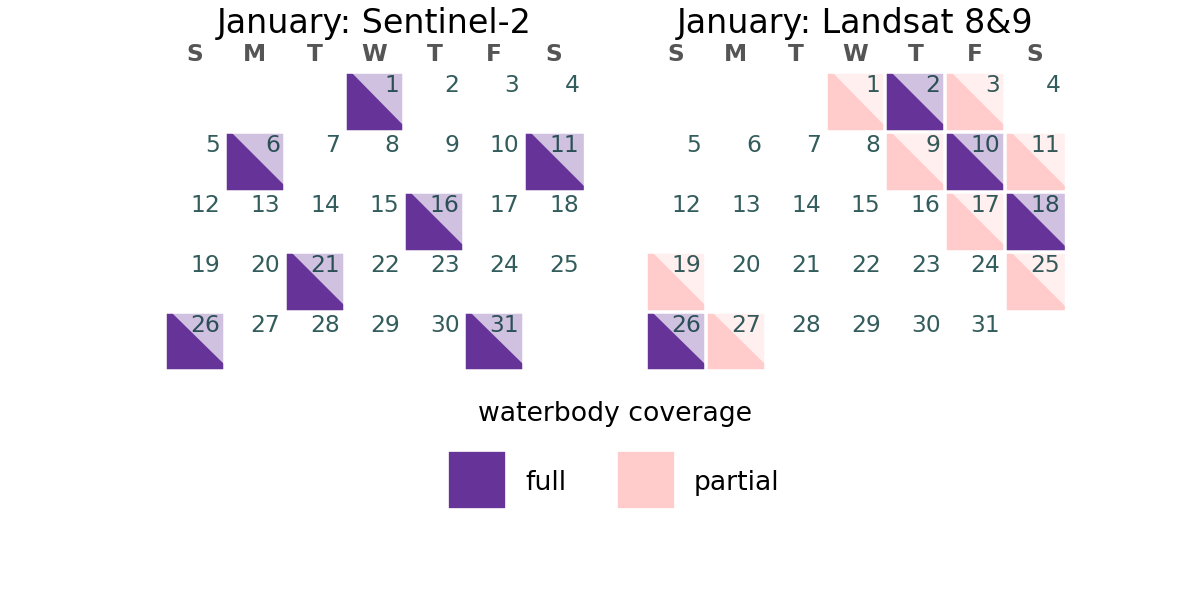 January: Sentinel-2
S M T W T F S
1 2 3 4
5 6 7 8 9 10 11
12 13 14 15 16 17 18
19 20 21 22 23 24 25
26 27 28 29 30 31
January: Landsat 8&9
S M T W T F S
1 2 3 4
5 6 7 8 9 10 11
12 13 14 15 16 17 18
19 20 21 22 23 24 25
26 27 28 29 30 31
waterbody coverage
full partial